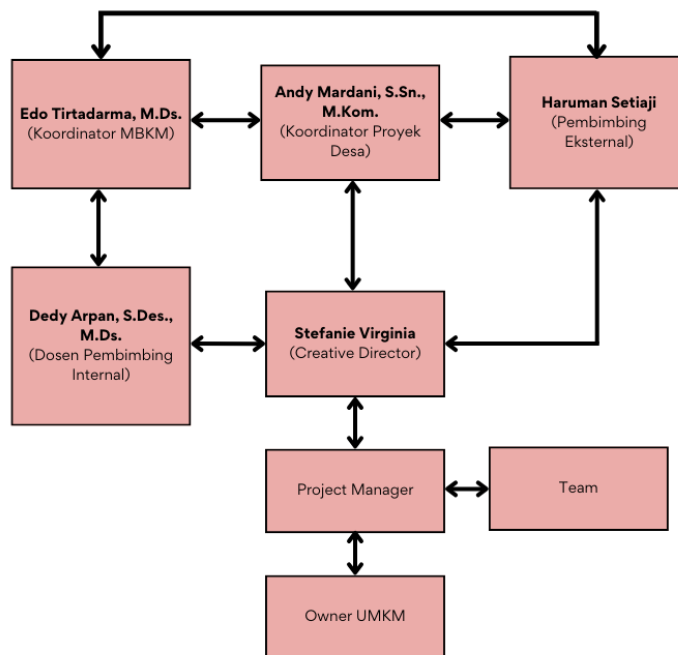 Edo Tirtadarma, M.Ds.
(Koordinator MBKM)
Andy Mardani, S.Sn.,
M.Kom.
(Koordinator Proyek
Desa)
Haruman Setiaji
(Pembimbing
Eksternal)
Dedy Arpan, S.Des.,
M.Ds.
(Dosen Pembimbing
Internal)
Stefanie Virginia
(Creative Director)
Project Manager
Team
Owner UMKM